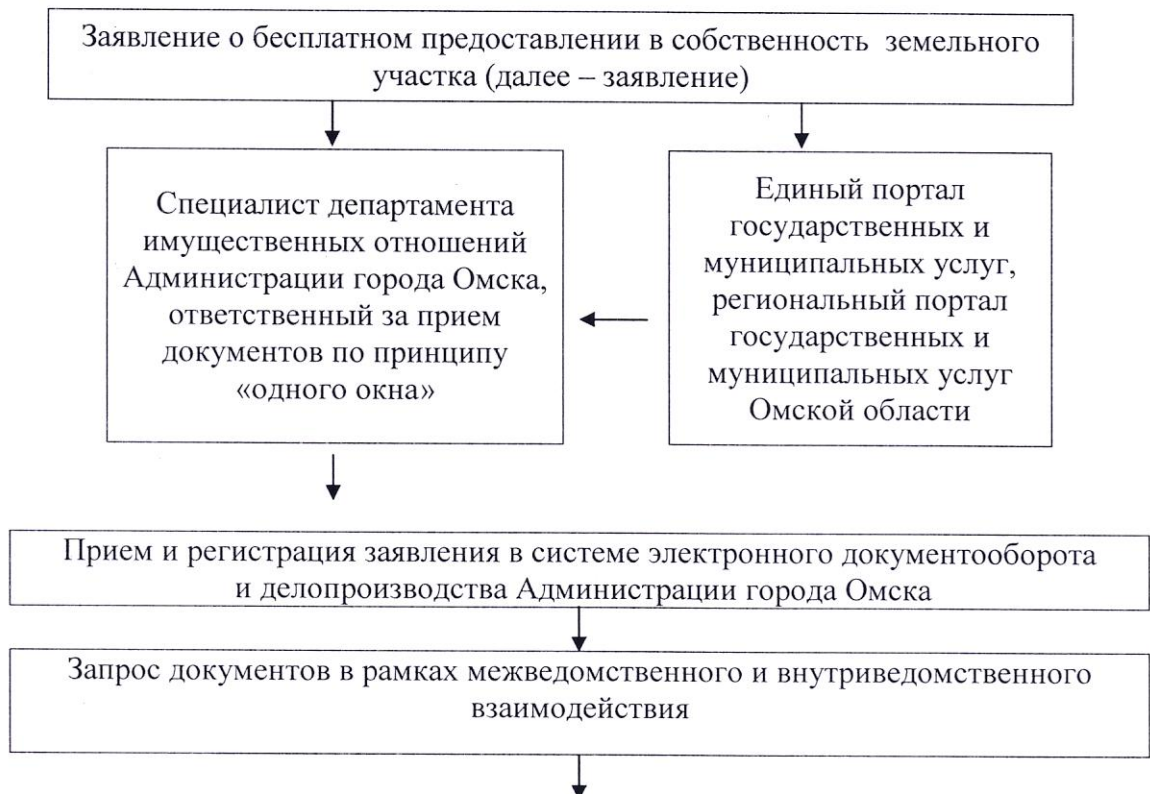 Заявление о бесплатном предоставлении в собственность земельного
участка (далее – заявление)
Специалист департамента
имущественных отношений
Администрации города Омска,
ответственный за прием
документов по принципу
«одного окна»
Единый портал
государственных и
муниципальных услуг,
региональный портал
государственных и
муниципальных услуг
Омской области
Прием и регистрация заявления в системе электронного документооборота
и делопроизводства Администрации города Омска
Запрос документов в рамках межведомственного и внутриведомственного
взаимодействия